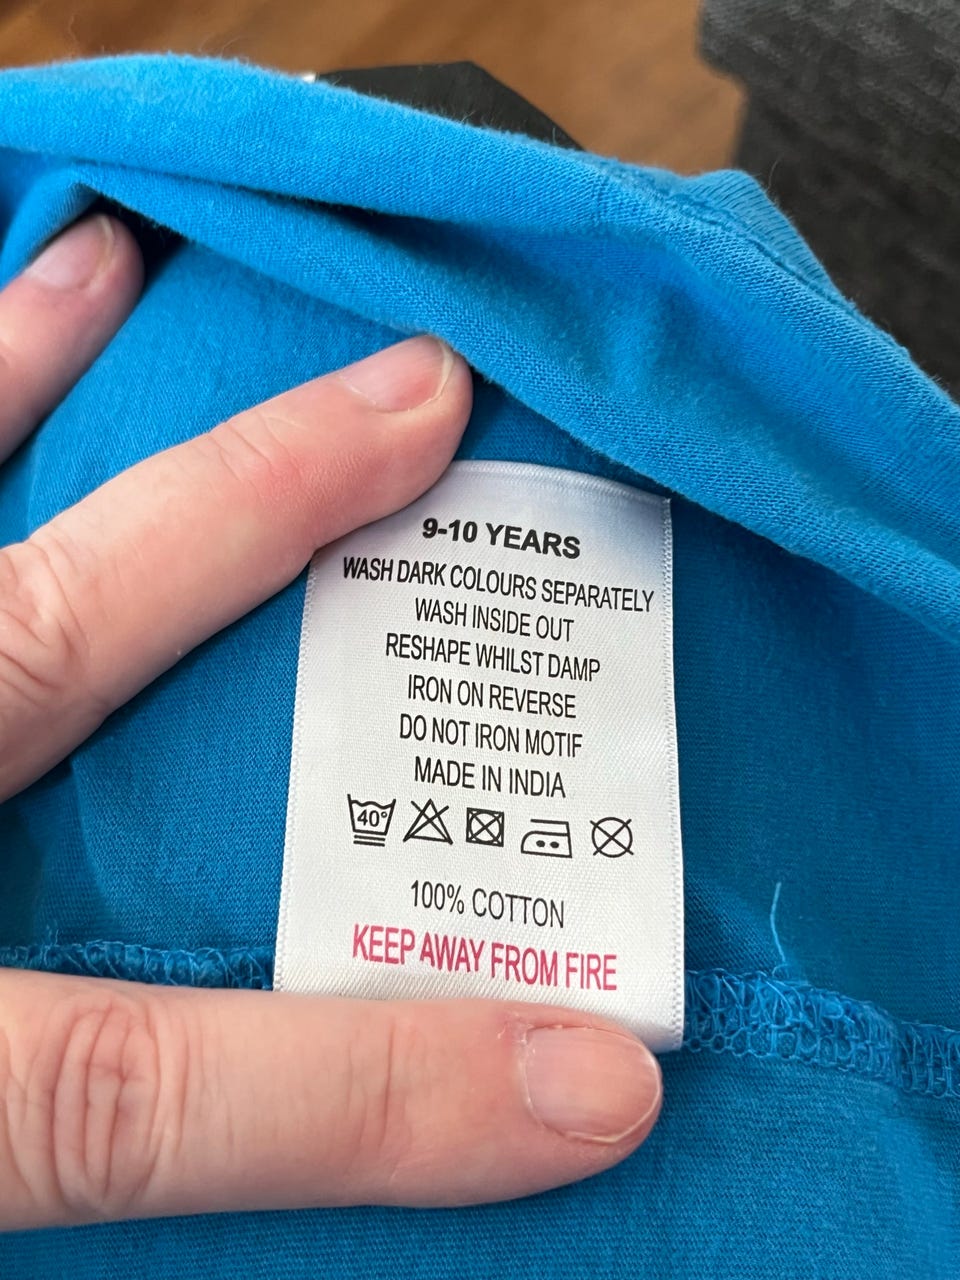 9-10 YEARS
WASH DARK COLOURS SEPARATELY
WASH INSIDE OUT
RESHAPE WHILST DAMP
IRON ON REVERSE
DO NOT IRON MOTIF
MADE IN INDIA
40°
100% COTTON
KEEP AWAY FROM FIRE